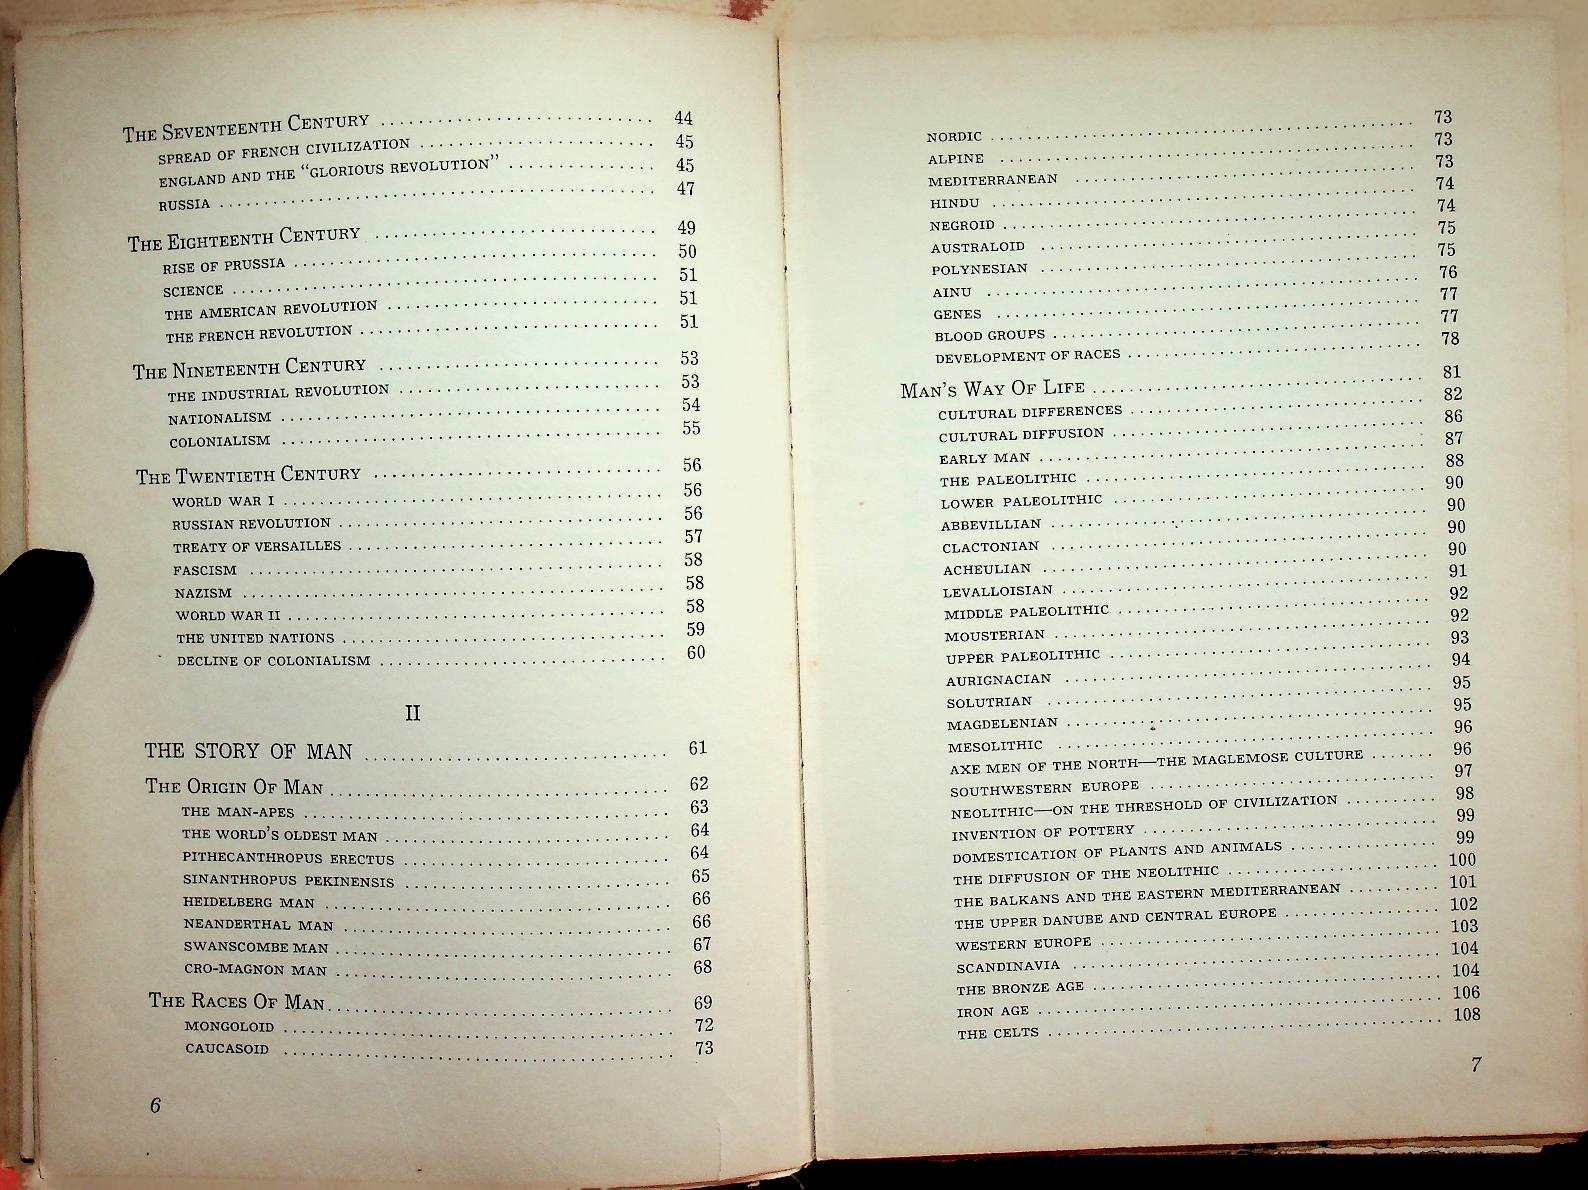 THE SEVENTEENTH CENTURY ........ 44
SPREAD OF FRENCH CIVILIZATION ........ 45
ENGLAND AND THE "GLORIOUS REVOLUTION" ........ 45
RUSSIA ........ 47
THE EIGHTEENTH CENTURY ........ 49
RISE OF PRUSSIA ........ 50
SCIENCE ........ 51
THE AMERICAN REVOLUTION ........ 51
THE FRENCH REVOLUTION ........ 51
THE NINETEENTH CENTURY ........ 53
THE INDUSTRIAL REVOLUTION ........ 53
NATIONALISM ........ 54
COLONIALISM ........ 55
THE TWENTIETH CENTURY ........ 56
WORLD WAR I ........ 56
RUSSIAN REVOLUTION ........ 56
TREATY OF VERSAILLES ........ 57
FASCISM ........ 58
NAZISM ........ 58
WORLD WAR II ........ 58
THE UNITED NATIONS ........ 59
DECLINE OF COLONIALISM ........ 60
II
THE STORY OF MAN ........ 61
THE ORIGIN OF MAN ........ 62
THE MAN-APES ........ 63
THE WORLD'S OLDEST MAN ........ 64
PITHECANTHROPUS ERECTUS ........ 64
SINANTHROPUS PEKINENSIS ........ 65
HEIDELBERG MAN ........ 66
NEANDERTHAL MAN ........ 66
SWANSCOMBE MAN ........ 67
CRO-MAGNON MAN ........ 68
THE RACES OF MAN ........ 69
MONGOLOID ........ 72
CAUCASOID ........ 73
6
NORDIC ........ 73
ALPINE ........ 73
MEDITERRANEAN ........ 73
HINDU ........ 74
NEGROID ........ 74
AUSTRALOID ........ 75
POLYNESIAN ........ 75
AINU ........ 76
GENES ........ 77
BLOOD GROUPS ........ 77
DEVELOPMENT OF RACES ........ 78
MAN'S WAY OF LIFE ........ 81
CULTURAL DIFFERENCES ........ 82
CULTURAL DIFFUSION ........ 86
EARLY MAN ........ 87
THE PALEOLITHIC ........ 88
LOWER PALEOLITHIC ........ 90
ABBEVILLIAN ........ 90
CLACTONIAN ........ 90
ACHEULIAN ........ 90
LEVALLOISIAN ........ 91
MIDDLE PALEOLITHIC ........ 92
MOUSTERIAN ........ 92
UPPER PALEOLITHIC ........ 93
AURIGNACIAN ........ 94
SOLUTRIAN ........ 95
MAGDELENIAN ........ 95
MESOLITHIC ........ 96
AXE MEN OF THE NORTH—THE MAGLEMOSE CULTURE ........ 96
SOUTHWESTERN EUROPE ........ 97
NEOLITHIC—ON THE THRESHOLD OF CIVILIZATION ........ 98
INVENTION OF POTTERY ........ 99
DOMESTICATION OF PLANTS AND ANIMALS ........ 99
THE DIFFUSION OF THE NEOLITHIC ........ 100
THE BALKANS AND THE EASTERN MEDITERRANEAN ........ 101
THE UPPER DANUBE AND CENTRAL EUROPE ........ 102
WESTERN EUROPE ........ 103
SCANDINAVIA ........ 104
THE BRONZE AGE ........ 104
IRON AGE ........ 106
THE CELTS ........ 108
7